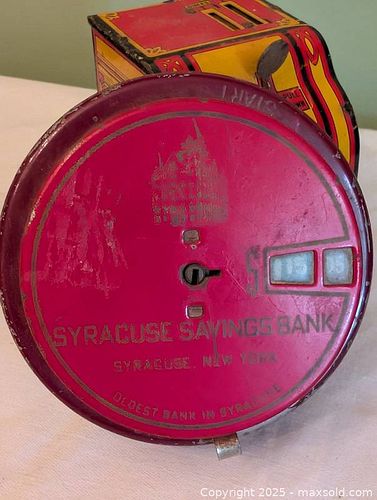 START
$
SYRACUSE SAVINGS BANK
SYRACUSE, NEW YORK
OLDEST BANK IN SYRACUSE
Copyright © 2025 - maxsold.com